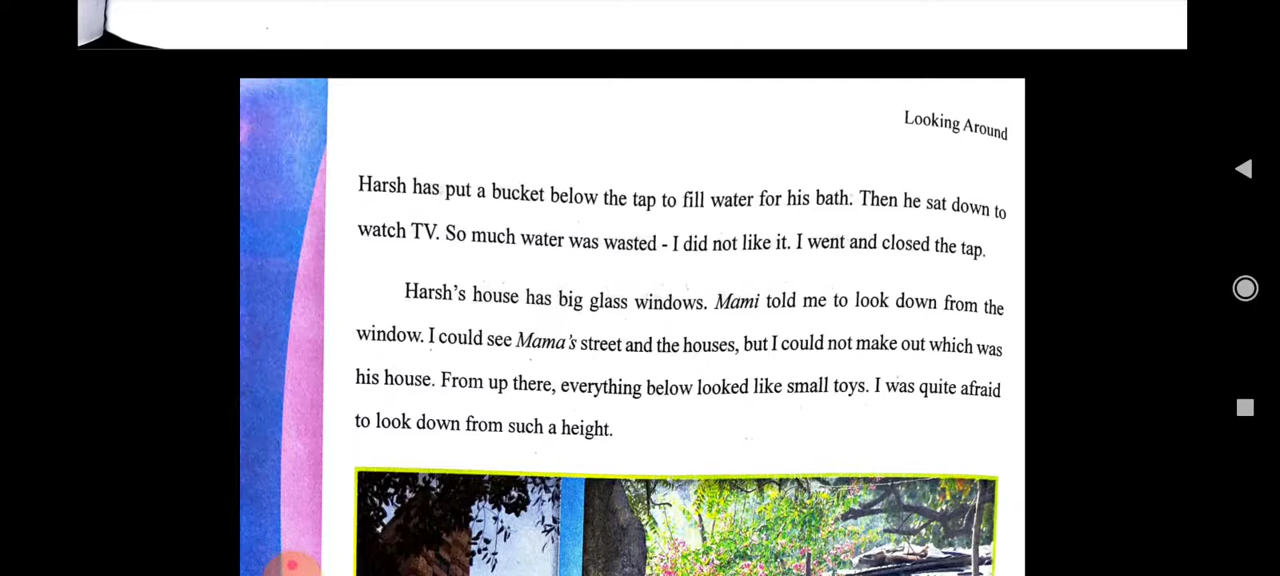 Looking Around
Harsh has put a bucket below the tap to fill water for his bath. Then he sat down to
watch TV. So much water was wasted - I did not like it. I went and closed the tap.
Harsh's house has big glass windows. Mami told me to look down from the
window. I could see Mama's street and the houses, but I could not make out which was
his house. From up there, everything below looked like small toys. I was quite afraid
to look down from such a height.